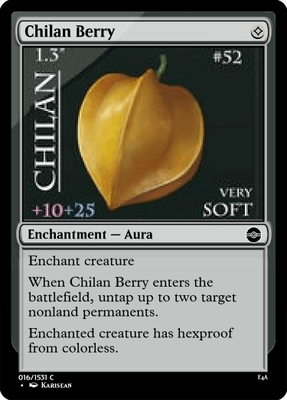 Chilan Berry
1.3"
#52
CHILAN
VERY
SOFT
+10+25
Enchantment — Aura
Enchant creature
When Chilan Berry enters the
battlefield, untap up to two target
nonland permanents.
Enchanted creature has hexproof
from colorless.
016/1531 C
E4A
• Karisean